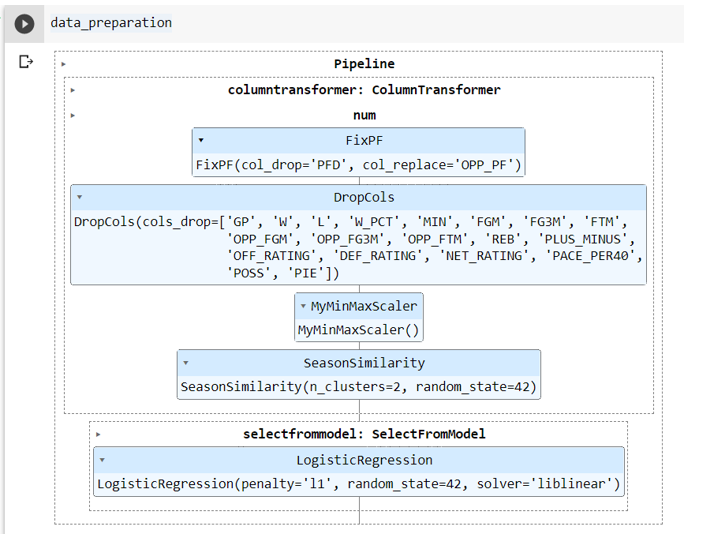 data_preparation
Pipeline
columntransformer: ColumnTransformer
num
FixPF
FixPF(col_drop='PFD', col_replace='OPP_PF')
DropCols
DropCols(cols_drop=['GP', 'W', 'L', 'W_PCT', 'MIN', 'FGM', 'FG3M', 'FTM',
'OPP_FGM', 'OPP_FG3M', 'OPP_FTM', 'REB', 'PLUS_MINUS',
'OFF_RATING', 'DEF_RATING', 'NET_RATING', 'PACE_PER40',
'POSS', 'PIE'])
MyMinMaxScaler
MyMinMaxScaler()
SeasonSimilarity
SeasonSimilarity(n_clusters=2, random_state=42)
selectfrommodel: SelectFromModel
LogisticRegression
LogisticRegression(penalty='l1', random_state=42, solver='liblinear')